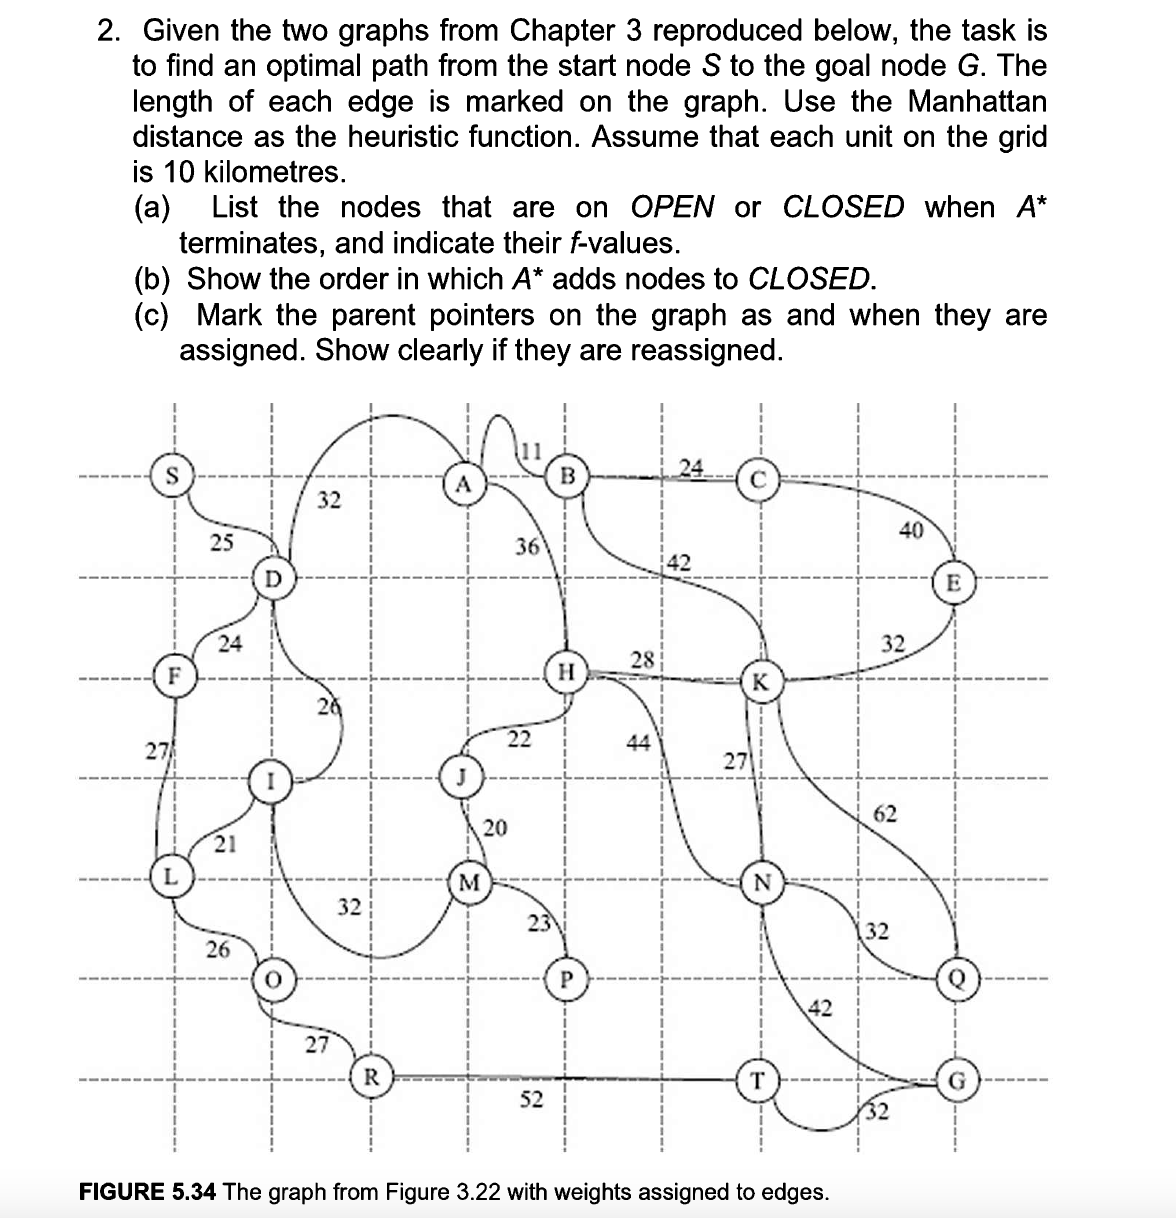 2. Given the two graphs from Chapter 3 reproduced below, the task is
to find an optimal path from the start node S to the goal node G. The
length of each edge is marked on the graph. Use the Manhattan
distance as the heuristic function. Assume that each unit on the grid
is 10 kilometres.
(a) List the nodes that are on OPEN or CLOSED when A*
terminates, and indicate their f-values.
(b) Show the order in which A* adds nodes to CLOSED.
(c) Mark the parent pointers on the graph as and when they are
assigned. Show clearly if they are reassigned.
11
S A B 24 C
32
25 36 42 40
D E
24 28 32
F H K
26
27 22 44 27
I J
62
21 20
L M N
32 23 32
26
O P Q
42
27
R T G
52 32
FIGURE 5.34 The graph from Figure 3.22 with weights assigned to edges.